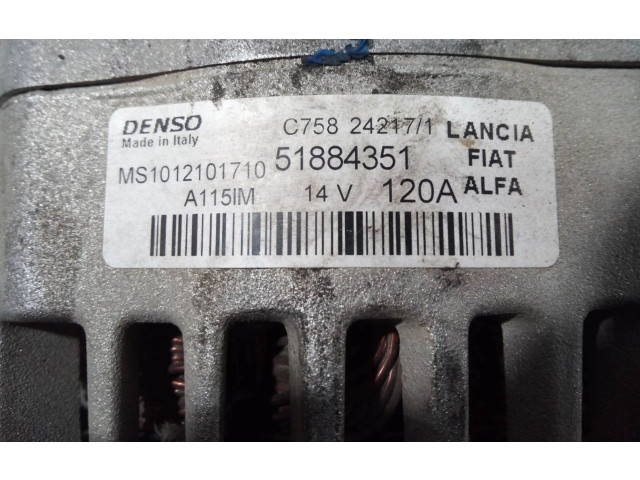 DENSO C758 24217/1 LANCIA
Made in Italy
MS1012101710 51884351 FIAT
A115IM 14 V 120A ALFA